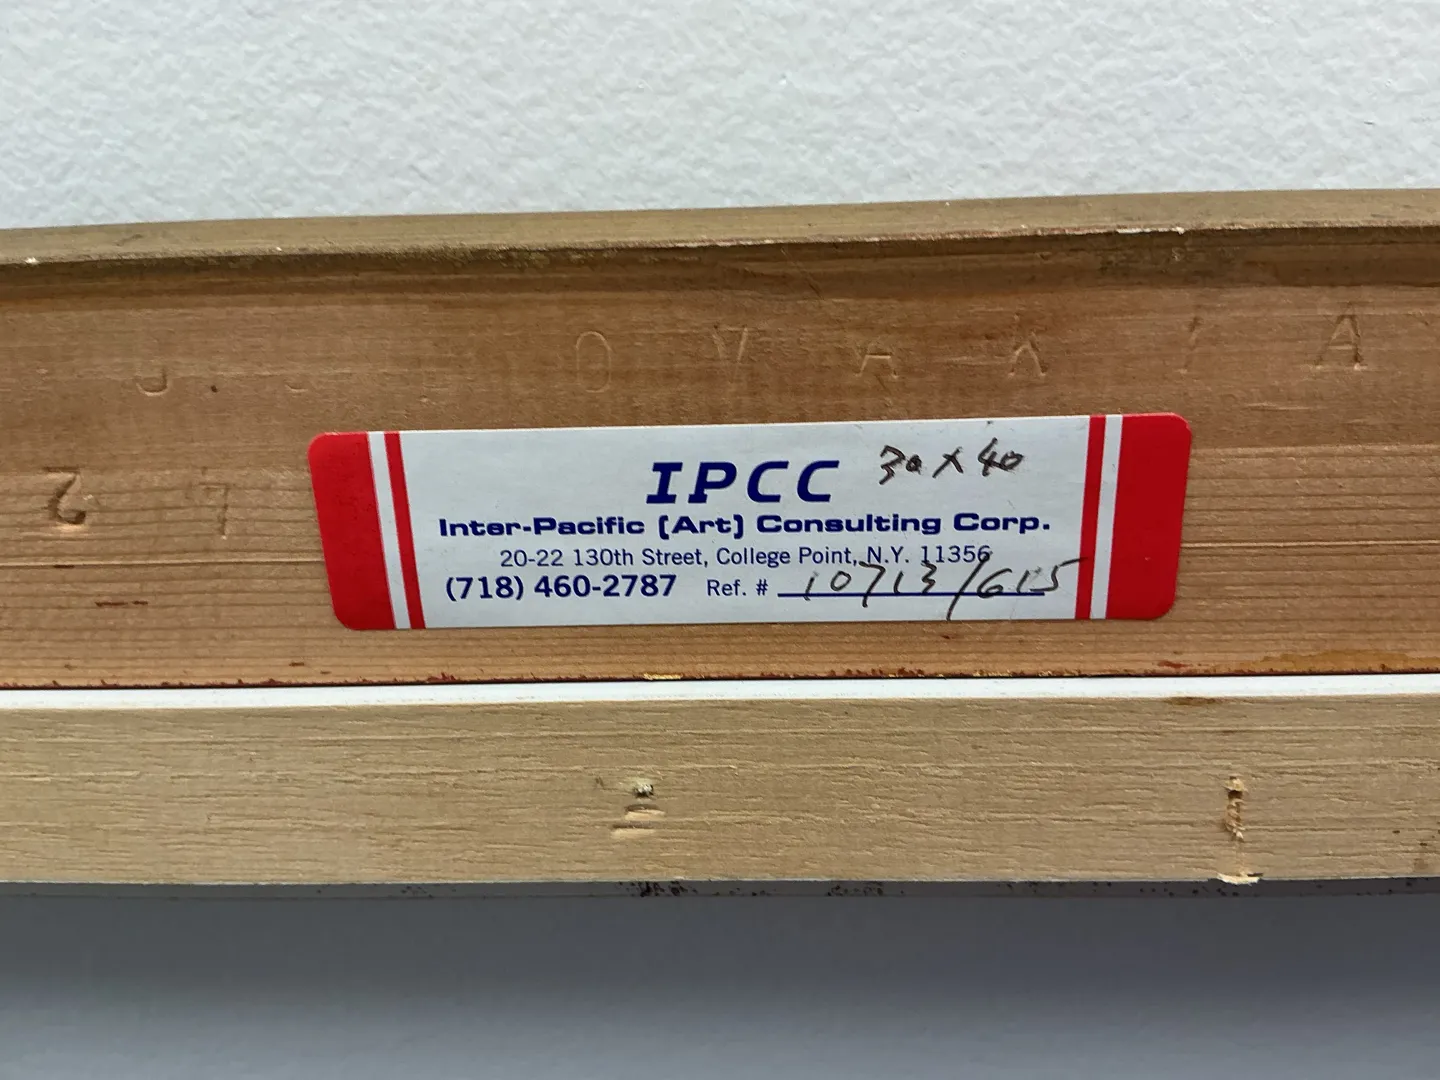 OVAKIA
IPCC 30 x 40
Inter-Pacific (Art) Consulting Corp.
20-22 130th Street, College Point, N.Y. 11356
(718) 460-2787 Ref. # 10713/615